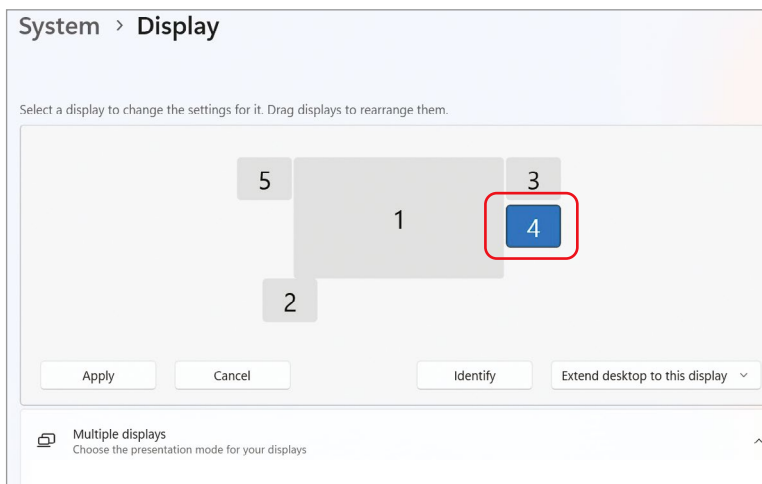 System > Display
Select a display to change the settings for it. Drag displays to rearrange them.
5
3
1
4
2
Apply Cancel Identify Extend desktop to this display
Multiple displays
Choose the presentation mode for your displays